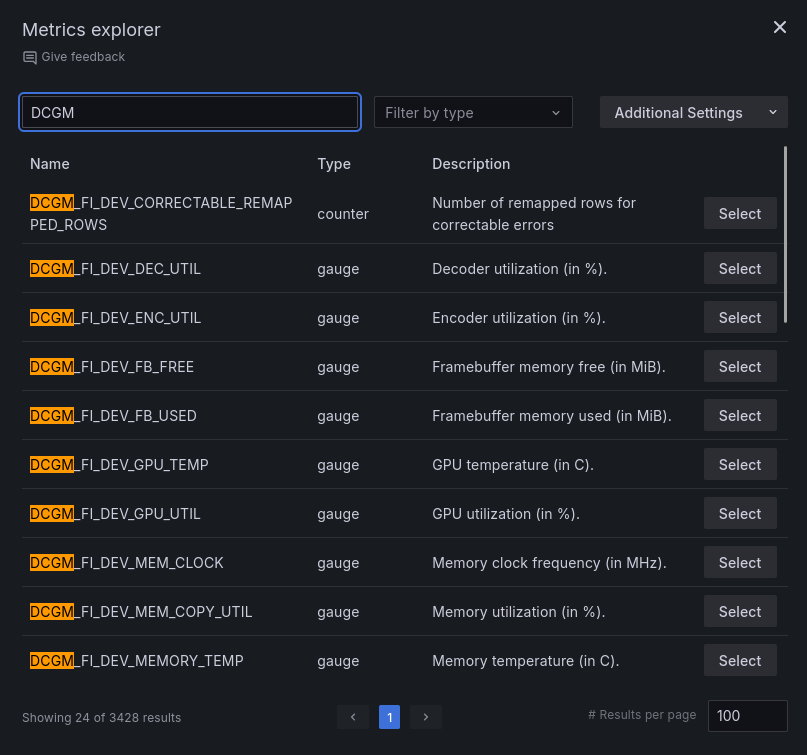 Metrics explorer
Give feedback
DCGM
Filter by type
Additional Settings
Name Type Description
DCGM_FI_DEV_CORRECTABLE_REMAP
PED_ROWS
counter
Number of remapped rows for
correctable errors
Select
DCGM_FI_DEV_DEC_UTIL gauge Decoder utilization (in %). Select
DCGM_FI_DEV_ENC_UTIL gauge Encoder utilization (in %). Select
DCGM_FI_DEV_FB_FREE gauge Framebuffer memory free (in MiB). Select
DCGM_FI_DEV_FB_USED gauge Framebuffer memory used (in MiB). Select
DCGM_FI_DEV_GPU_TEMP gauge GPU temperature (in C). Select
DCGM_FI_DEV_GPU_UTIL gauge GPU utilization (in %). Select
DCGM_FI_DEV_MEM_CLOCK gauge Memory clock frequency (in MHz). Select
DCGM_FI_DEV_MEM_COPY_UTIL gauge Memory utilization (in %). Select
DCGM_FI_DEV_MEMORY_TEMP gauge Memory temperature (in C). Select
Showing 24 of 3428 results 1 # Results per page 100